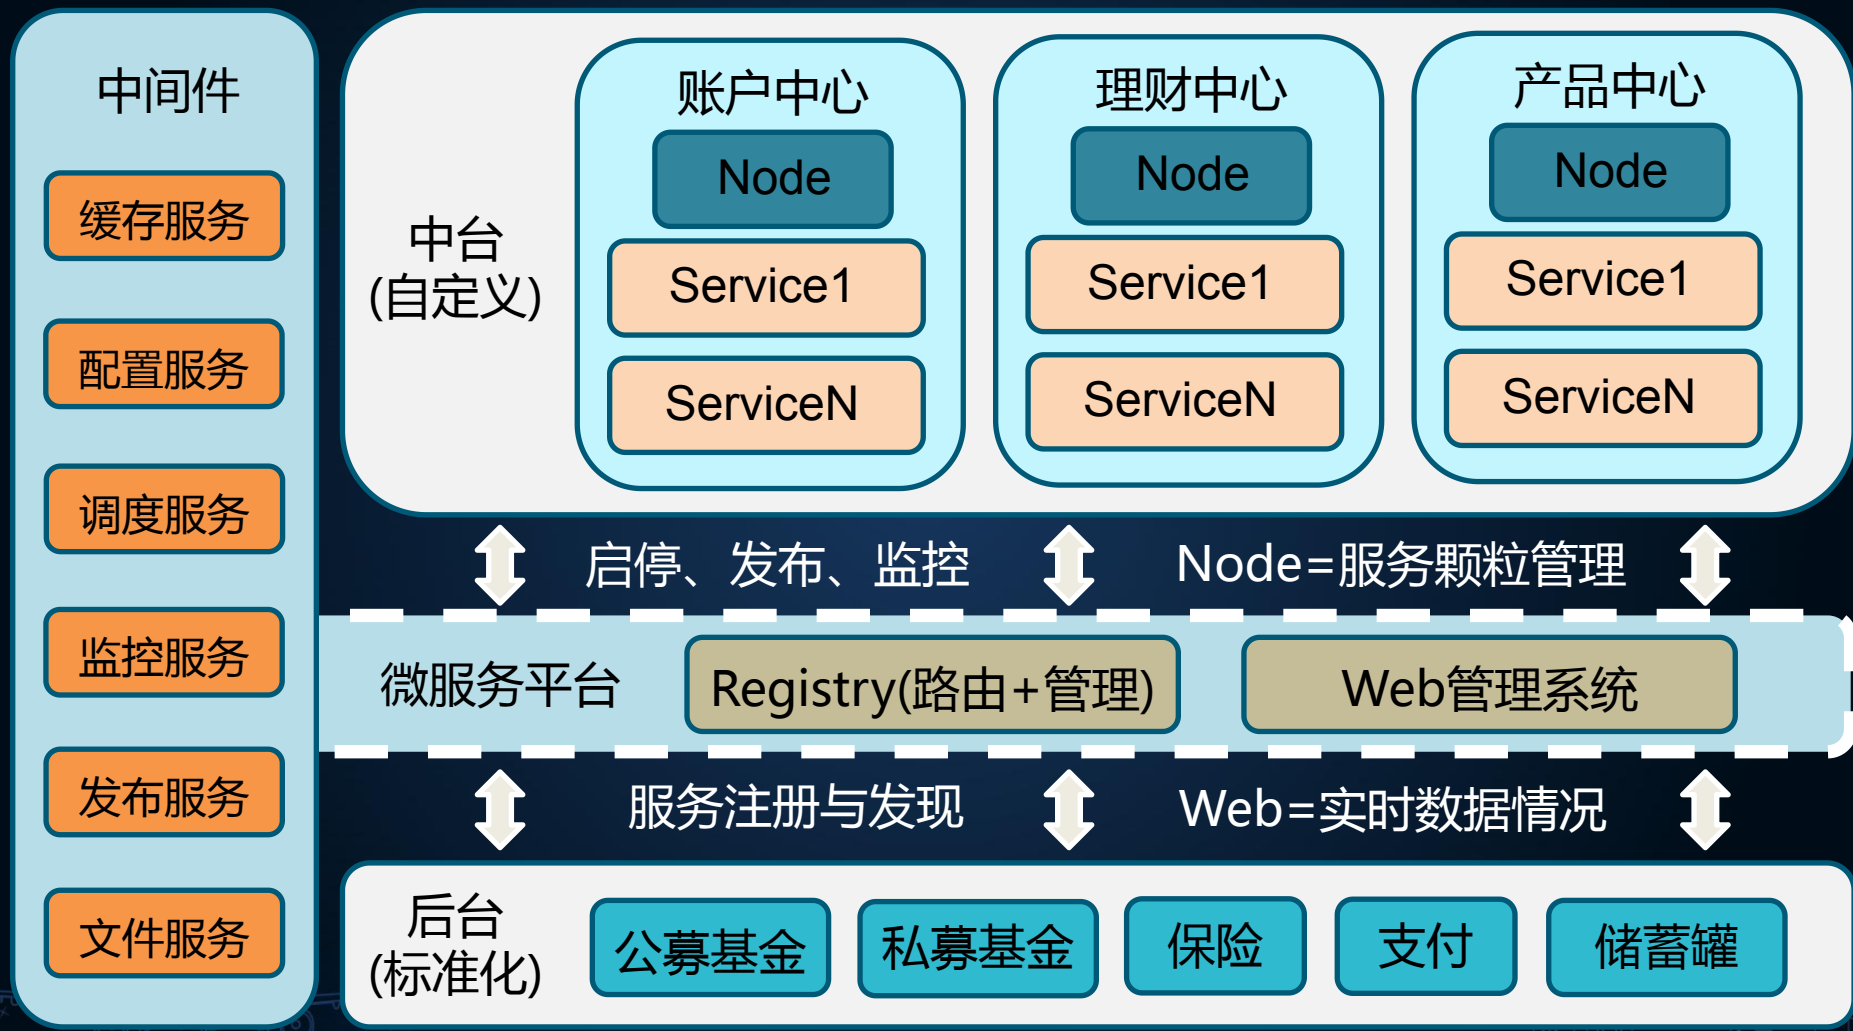 中间件
缓存服务
配置服务
调度服务
监控服务
发布服务
文件服务
中台
(自定义)
账户中心
Node
Service1
ServiceN
理财中心
Node
Service1
ServiceN
产品中心
Node
Service1
ServiceN
启停、发布、监控
Node=服务颗粒管理
微服务平台
Registry(路由+管理)
Web管理系统
服务注册与发现
Web=实时数据情况
后台
(标准化)
公募基金
私募基金
保险
支付
储蓄罐